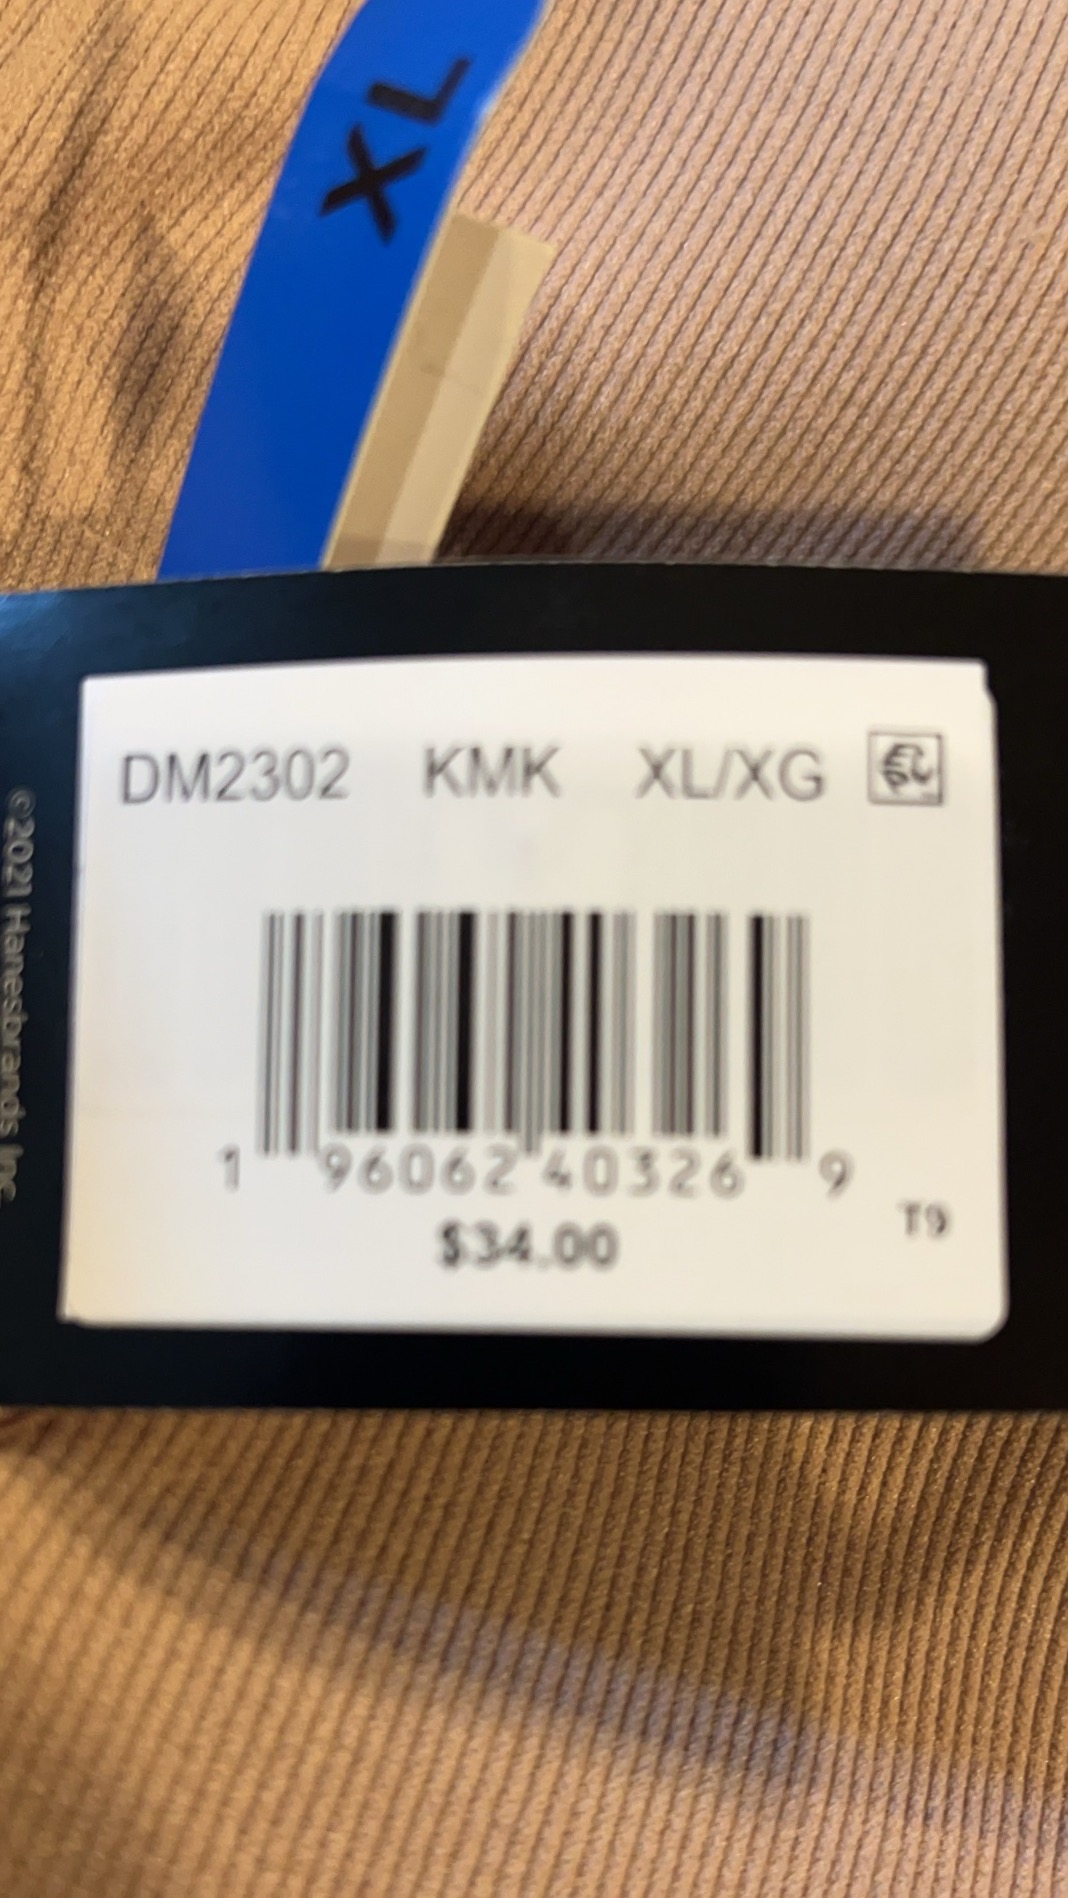 XL
DM2302 KMK XL/XG
1 96062 40326 9
T9
$34.00
©2021 Hanesbrands Inc.